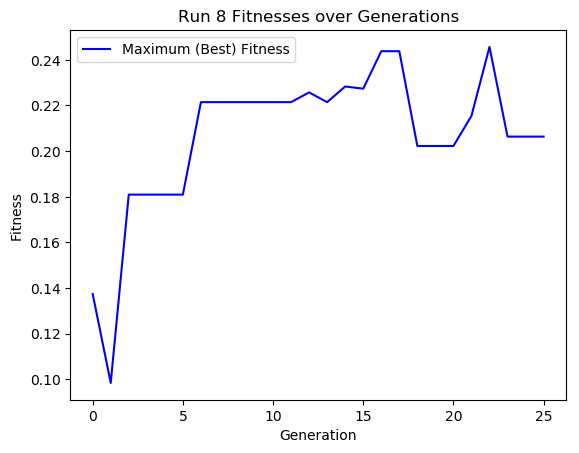 Run 8 Fitnesses over Generations
Maximum (Best) Fitness
Fitness
0.24
0.22
0.20
0.18
0.16
0.14
0.12
0.10
0 5 10 15 20 25
Generation